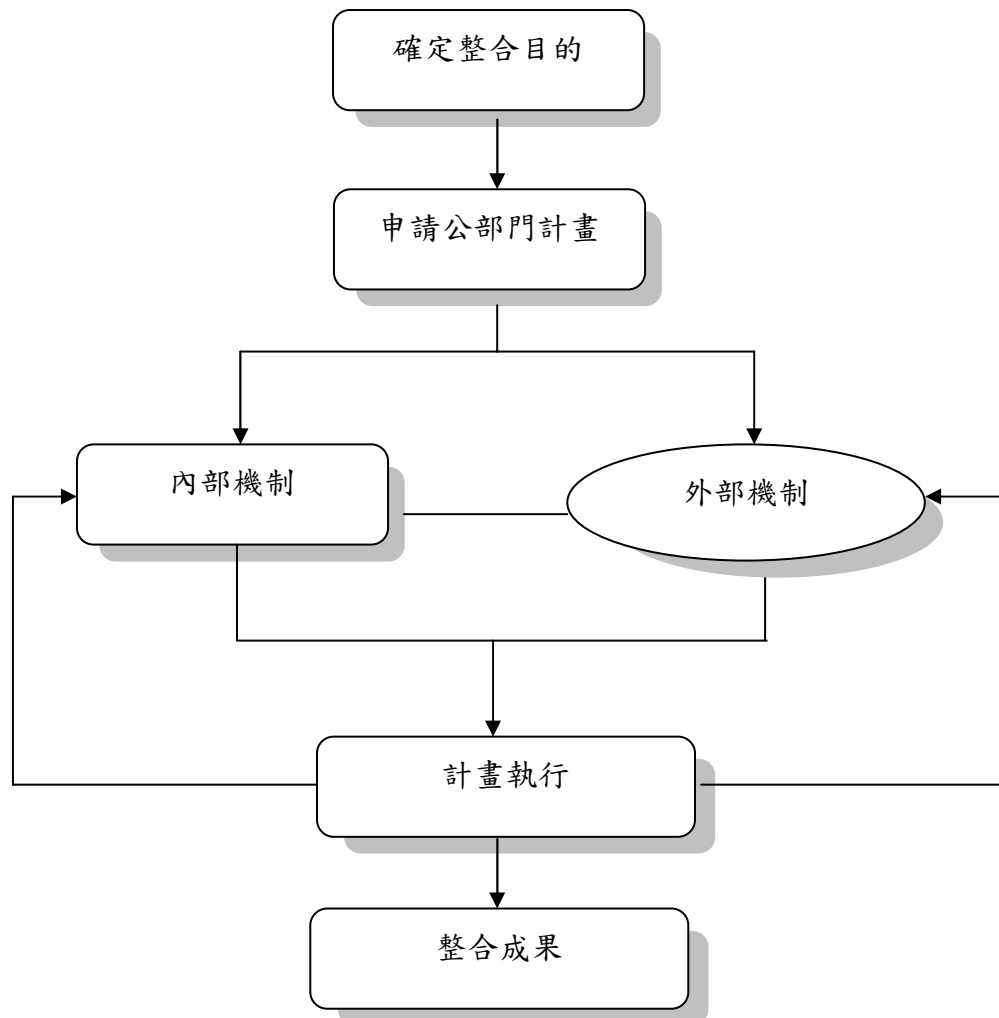 確定整合目的
申請公部門計畫
內部機制
外部機制
計畫執行
整合成果